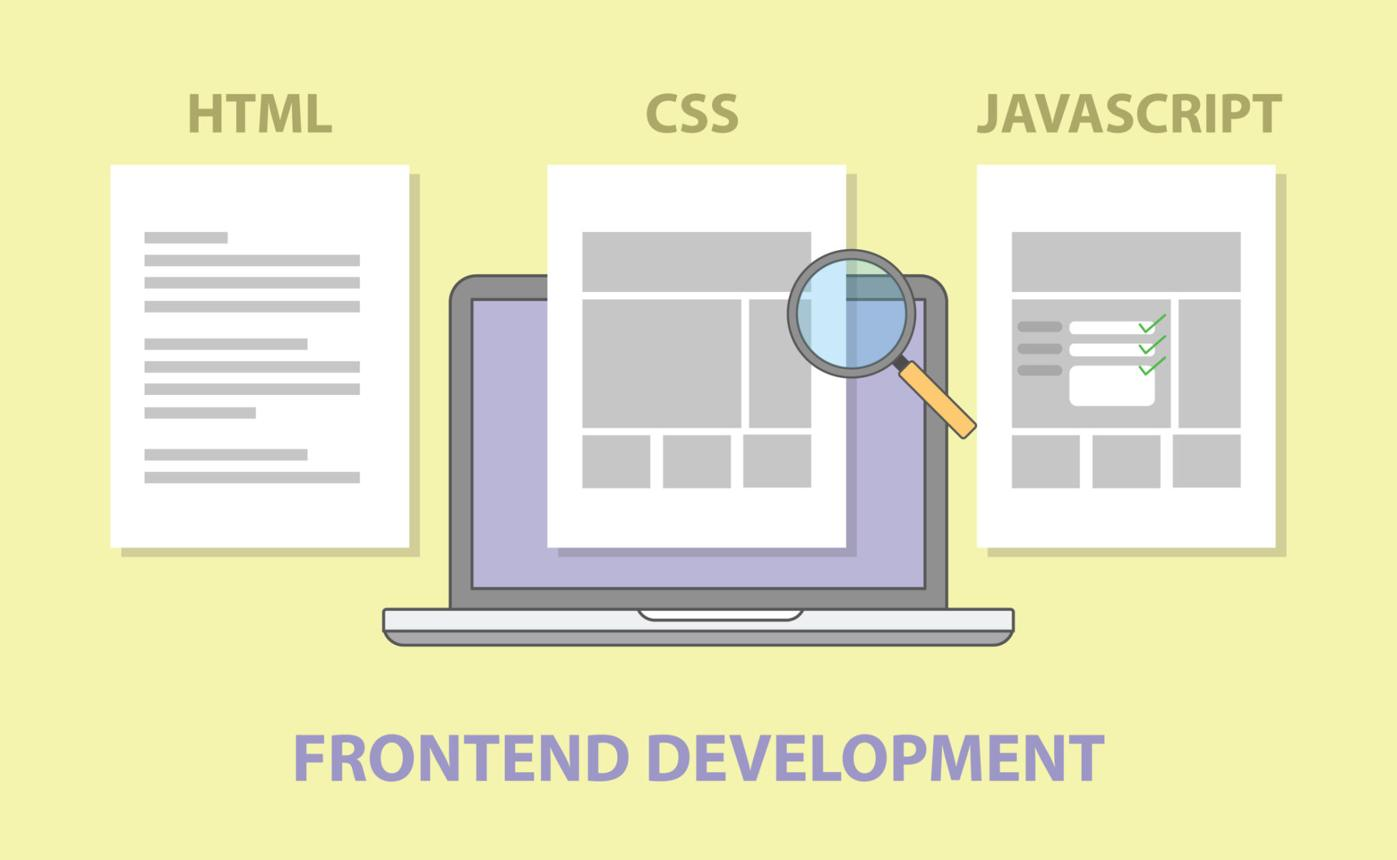 HTML
CSS
JAVASCRIPT
FRONTEND DEVELOPMENT